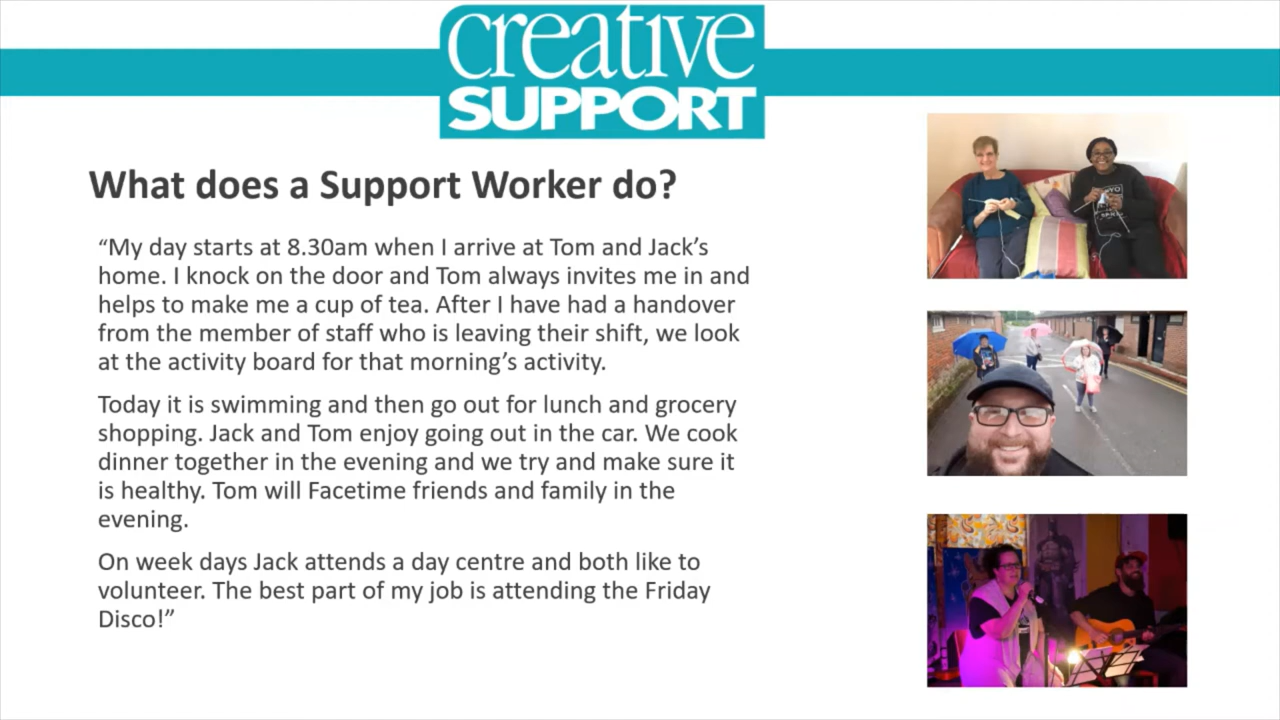 creative
SUPPORT
What does a Support Worker do?
“My day starts at 8.30am when I arrive at Tom and Jack’s
home. I knock on the door and Tom always invites me in and
helps to make me a cup of tea. After I have had a handover
from the member of staff who is leaving their shift, we look
at the activity board for that morning’s activity.
Today it is swimming and then go out for lunch and grocery
shopping. Jack and Tom enjoy going out in the car. We cook
dinner together in the evening and we try and make sure it
is healthy. Tom will Facetime friends and family in the
evening.
On week days Jack attends a day centre and both like to
volunteer. The best part of my job is attending the Friday
Disco!”